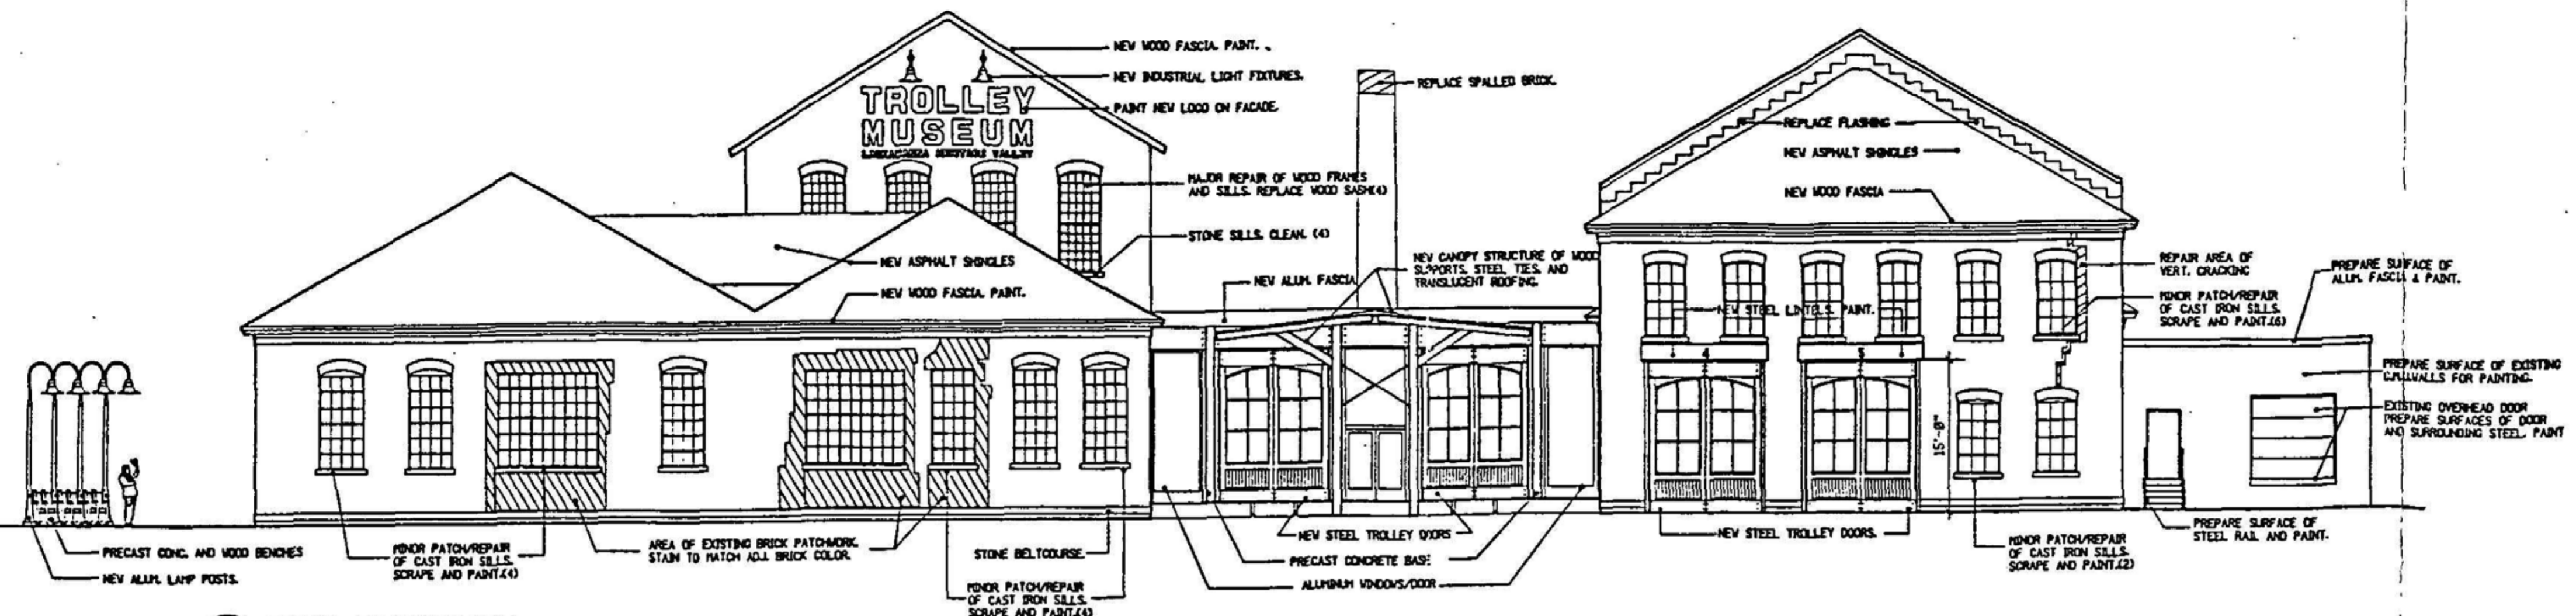 NEW WOOD FASCIA. PAINT.
NEW INDUSTRIAL LIGHT FIXTURES.
PAINT NEW LOGO ON FACADE.
TROLLEY
MUSEUM
VALLEY
MAJOR REPAIR OF WOOD FRAMES
AND SILLS. REPLACE WOOD SASH(4)
STONE SILLS. CLEAN. (4)
NEW ASPHALT SHINGLES
NEW WOOD FASCIA. PAINT.
REPLACE SPALLED BRICK.
NEW ALUM. FASCIA
NEW CANOPY STRUCTURE OF WOOD
SUPPORTS, STEEL TIES, AND
TRANSLUCENT ROOFING.
REPLACE FLASHING
NEW ASPHALT SHINGLES
NEW WOOD FASCIA
NEW STEEL LINTELS. PAINT.
4
5
15'-0"
REPAIR AREA OF
VERT. CRACKING
MINOR PATCH/REPAIR
OF CAST IRON SILLS.
SCRAPE AND PAINT.(6)
PREPARE SURFACE OF
ALUM. FASCIA & PAINT.
PREPARE SURFACE OF EXISTING
WALLS FOR PAINTING.
EXISTING OVERHEAD DOOR
PREPARE SURFACES OF DOOR
AND SURROUNDING STEEL. PAINT
PRECAST CONC. AND WOOD BENCHES
NEW ALUM. LAMP POSTS.
MINOR PATCH/REPAIR
OF CAST IRON SILLS.
SCRAPE AND PAINT.(4)
AREA OF EXISTING BRICK PATCHWORK.
STAIN TO MATCH ADJ. BRICK COLOR.
STONE BELTCOURSE.
MINOR PATCH/REPAIR
OF CAST IRON SILLS.
SCRAPE AND PAINT.(4)
NEW STEEL TROLLEY DOORS
PRECAST CONCRETE BASE
ALUMINUM WINDOWS/DOOR
NEW STEEL TROLLEY DOORS.
MINOR PATCH/REPAIR
OF CAST IRON SILLS.
SCRAPE AND PAINT.(2)
PREPARE SURFACE OF
STEEL RAIL AND PAINT.